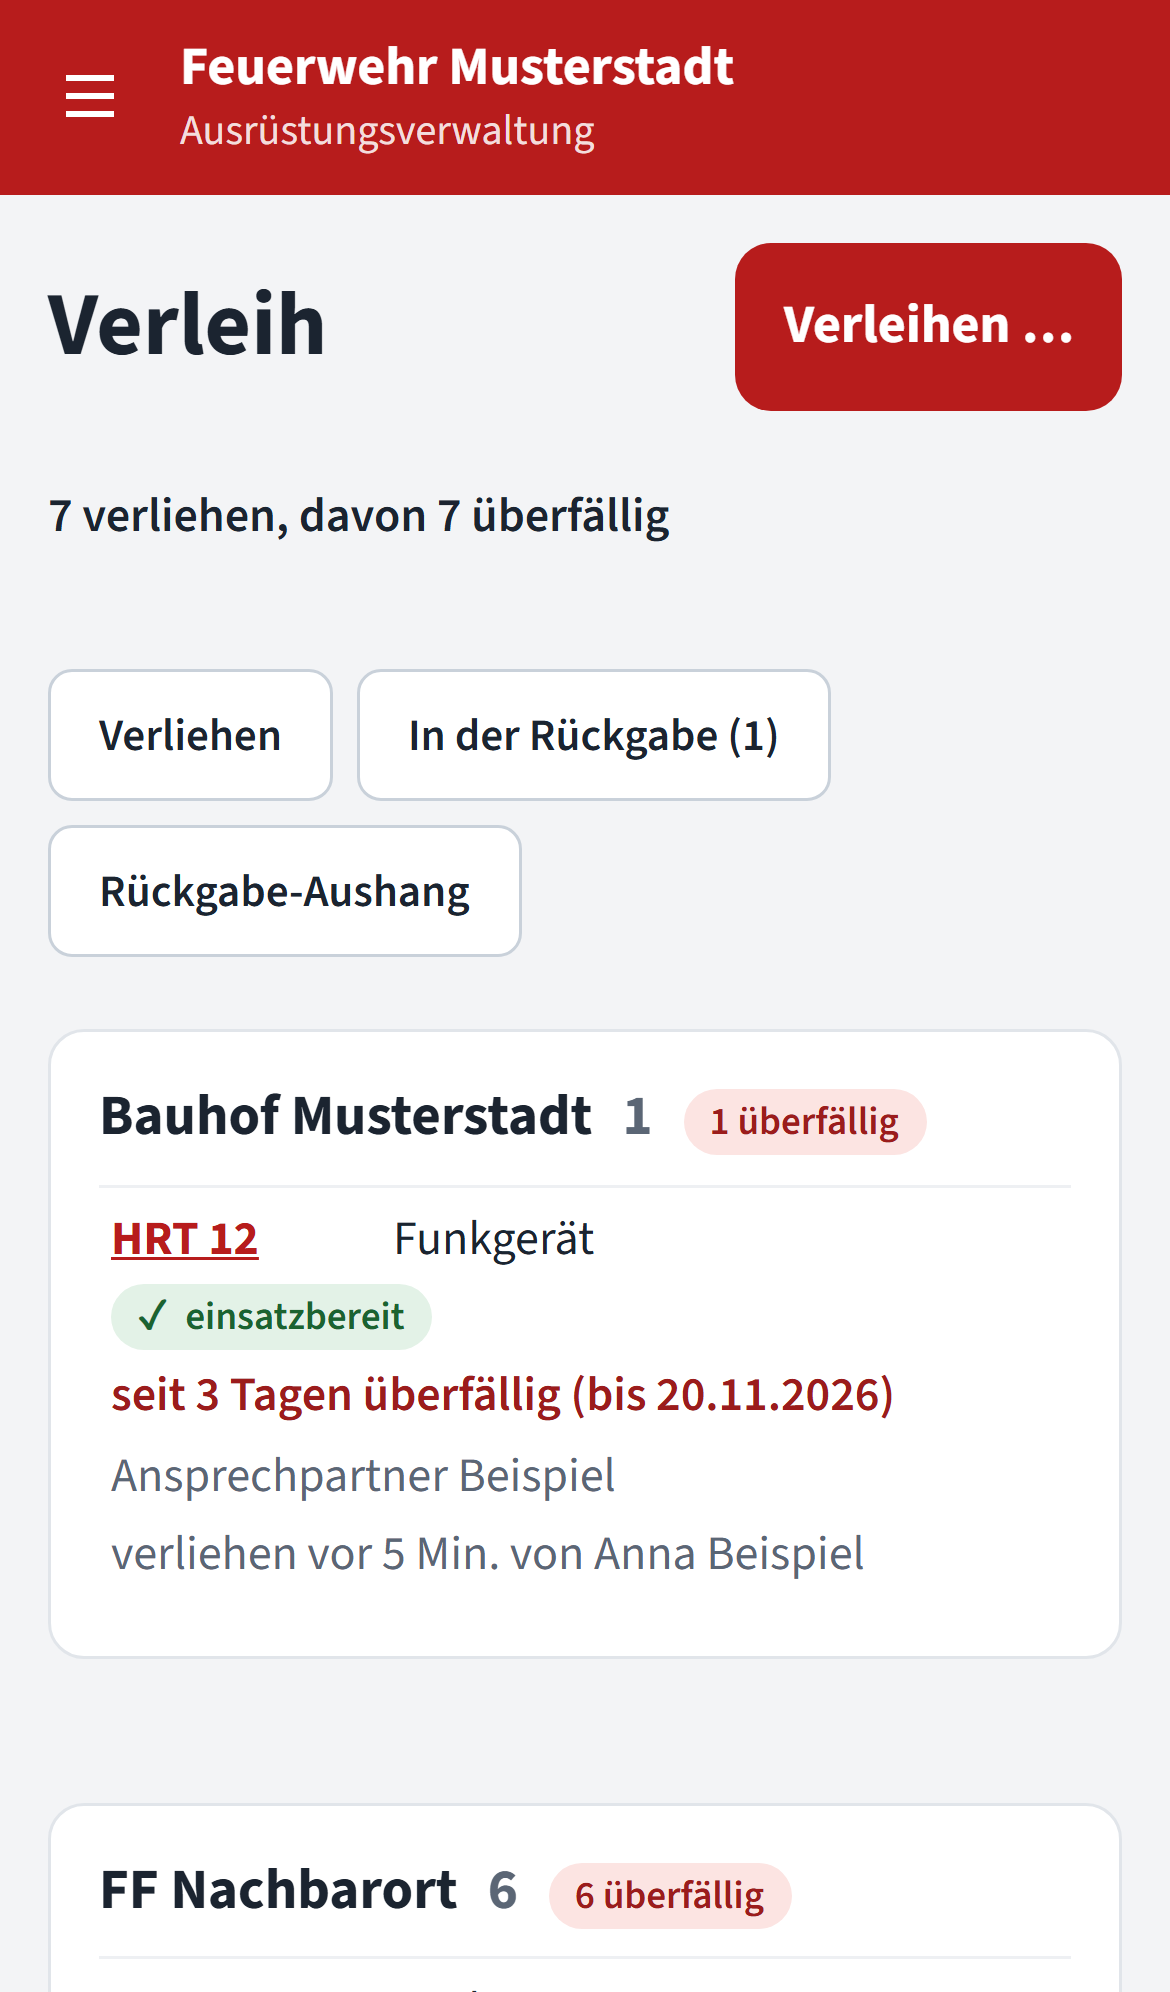 Feuerwehr Musterstadt
Ausrüstungsverwaltung
Verleih
Verleihen ...
7 verliehen, davon 7 überfällig
Verliehen
In der Rückgabe (1)
Rückgabe-Aushang
Bauhof Musterstadt 1 1 überfällig
HRT 12 Funkgerät
✓ einsatzbereit
seit 3 Tagen überfällig (bis 20.11.2026)
Ansprechpartner Beispiel
verliehen vor 5 Min. von Anna Beispiel
FF Nachbarort 6 6 überfällig